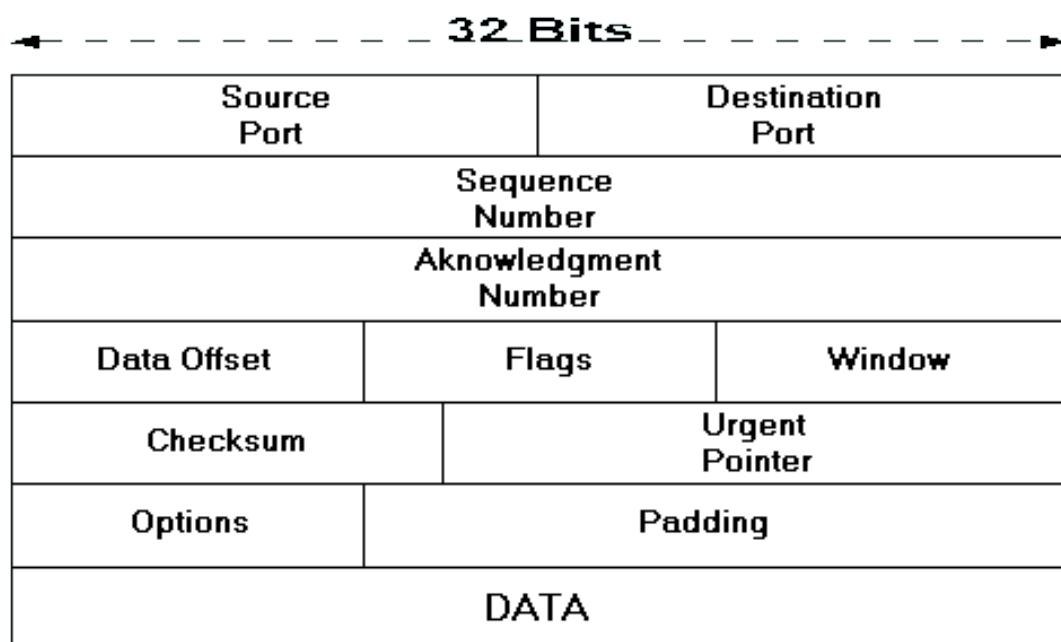 32 Bits
Source
Port
Destination
Port
Sequence
Number
Aknowledgment
Number
Data Offset
Flags
Window
Checksum
Urgent
Pointer
Options
Padding
DATA